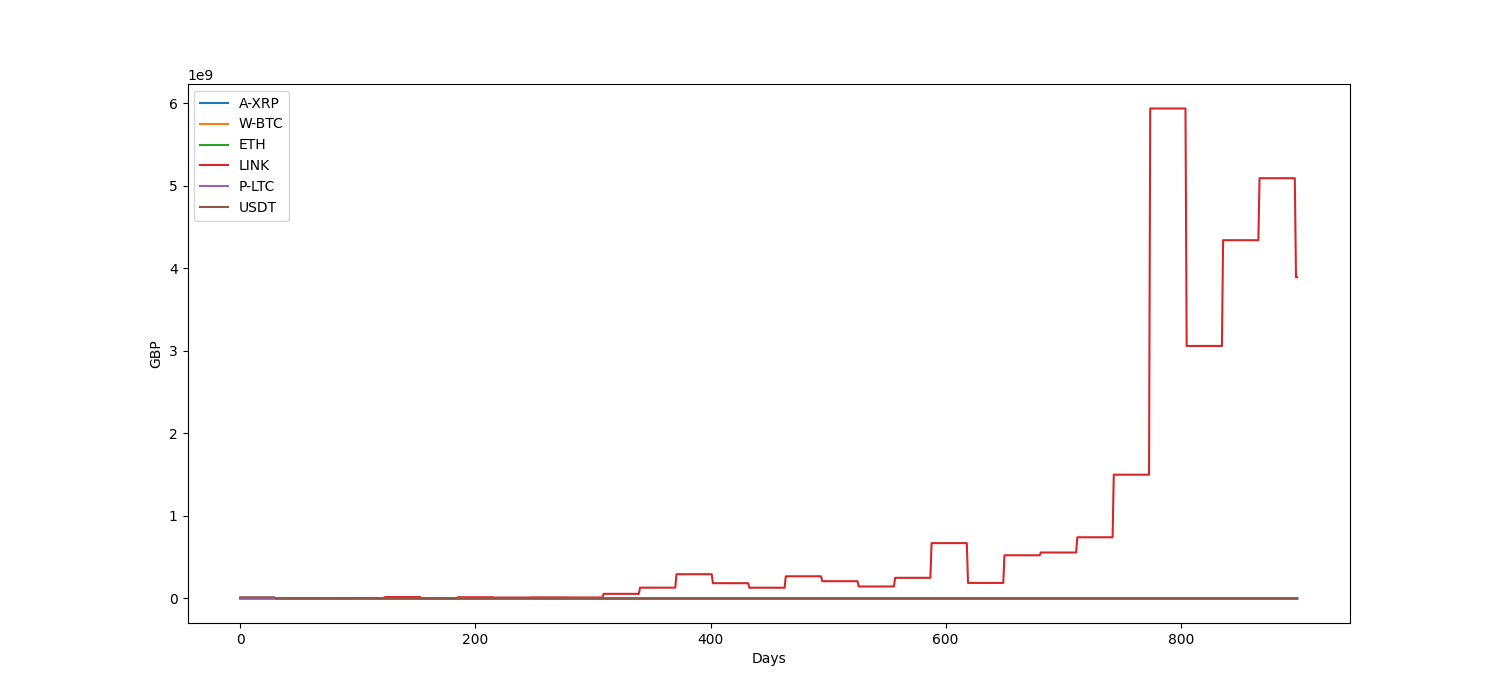 1e9
A-XRP
W-BTC
ETH
LINK
P-LTC
USDT
6
5
4
3
2
1
0
GBP
0 200 400 600 800
Days